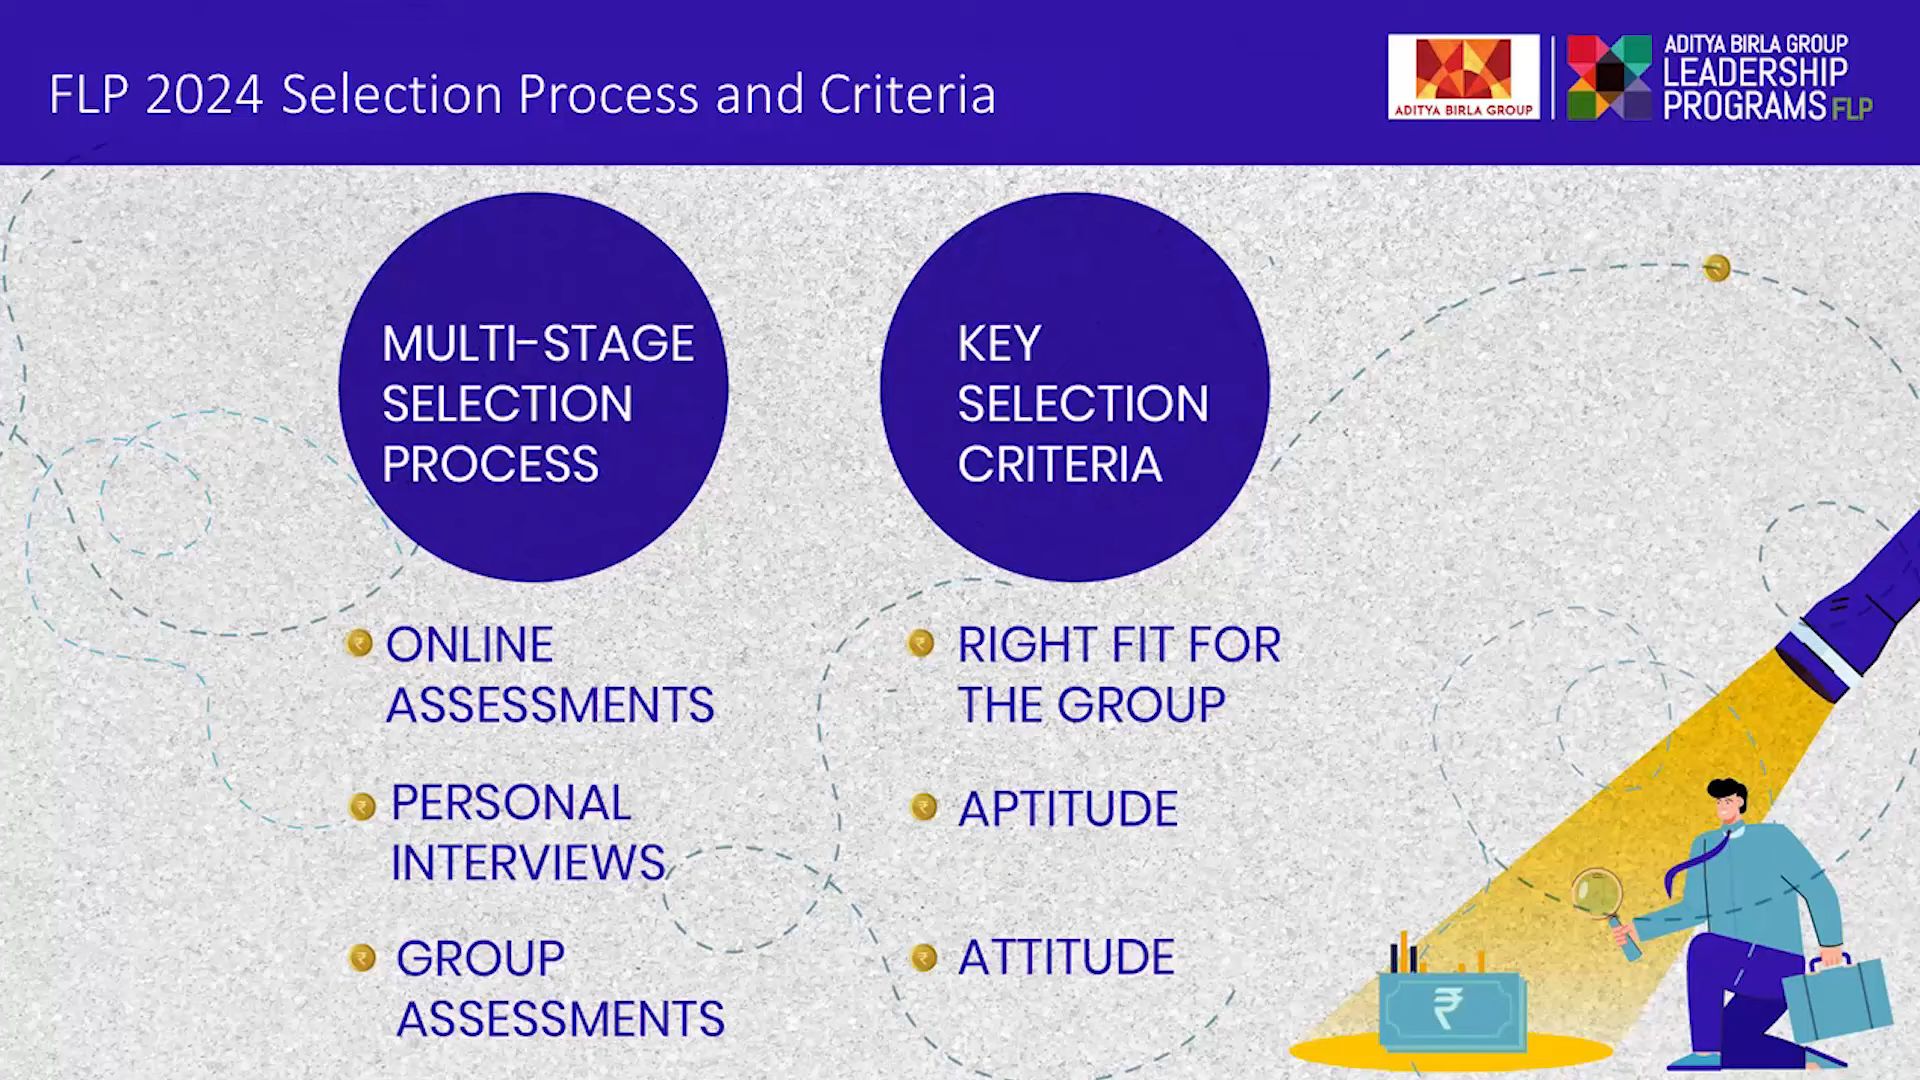 FLP 2024 Selection Process and Criteria
ADITYA BIRLA GROUP
ADITYA BIRLA GROUP
LEADERSHIP
PROGRAMS FLP
MULTI-STAGE
SELECTION
PROCESS
ONLINE
ASSESSMENTS
PERSONAL
INTERVIEWS
GROUP
ASSESSMENTS
KEY
SELECTION
CRITERIA
RIGHT FIT FOR
THE GROUP
APTITUDE
ATTITUDE
₹